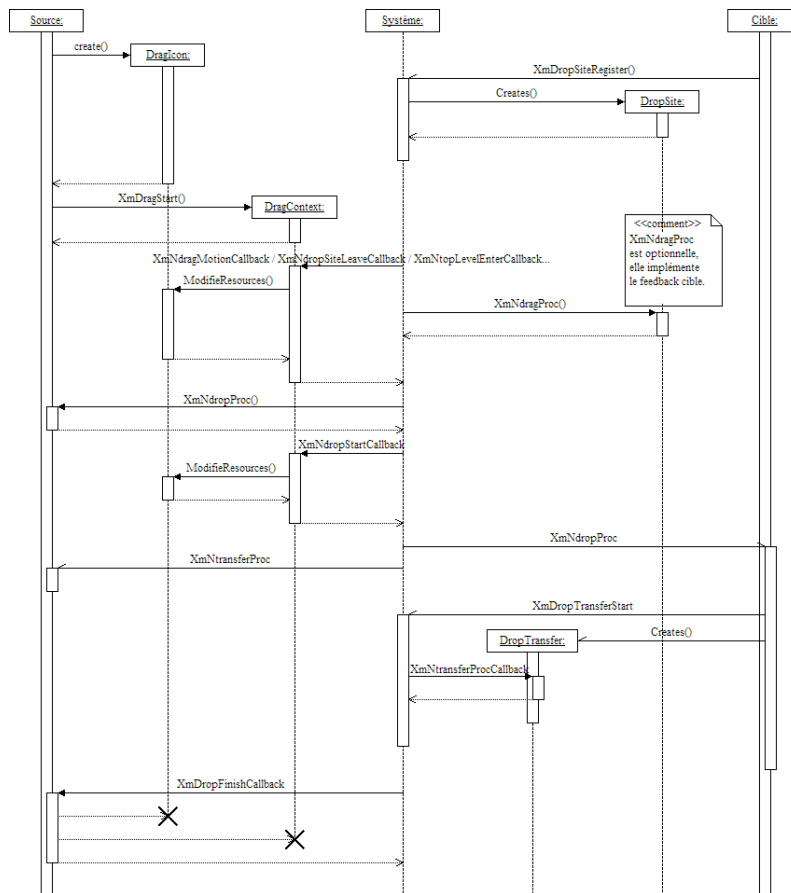 Source:
Système:
Cible:
create()
DragIcon:
XmDropSiteRegister()
Creates()
DropSite:
XmDragStart()
DragContext:
<<comment>>
XmNdragProc
est optionnelle,
elle implémente
le feedback cible.
XmNdragMotionCallback / XmNdropSiteLeaveCallback / XmNtopLevelEnterCallback...
ModifieResources()
XmNdragProc()
XmNdropProc()
XmNdropStartCallback
ModifieResources()
XmNdropProc
XmNtransferProc
XmDropTransferStart
Creates()
DropTransfer:
XmNtransferProcCallback
XmDropFinishCallback